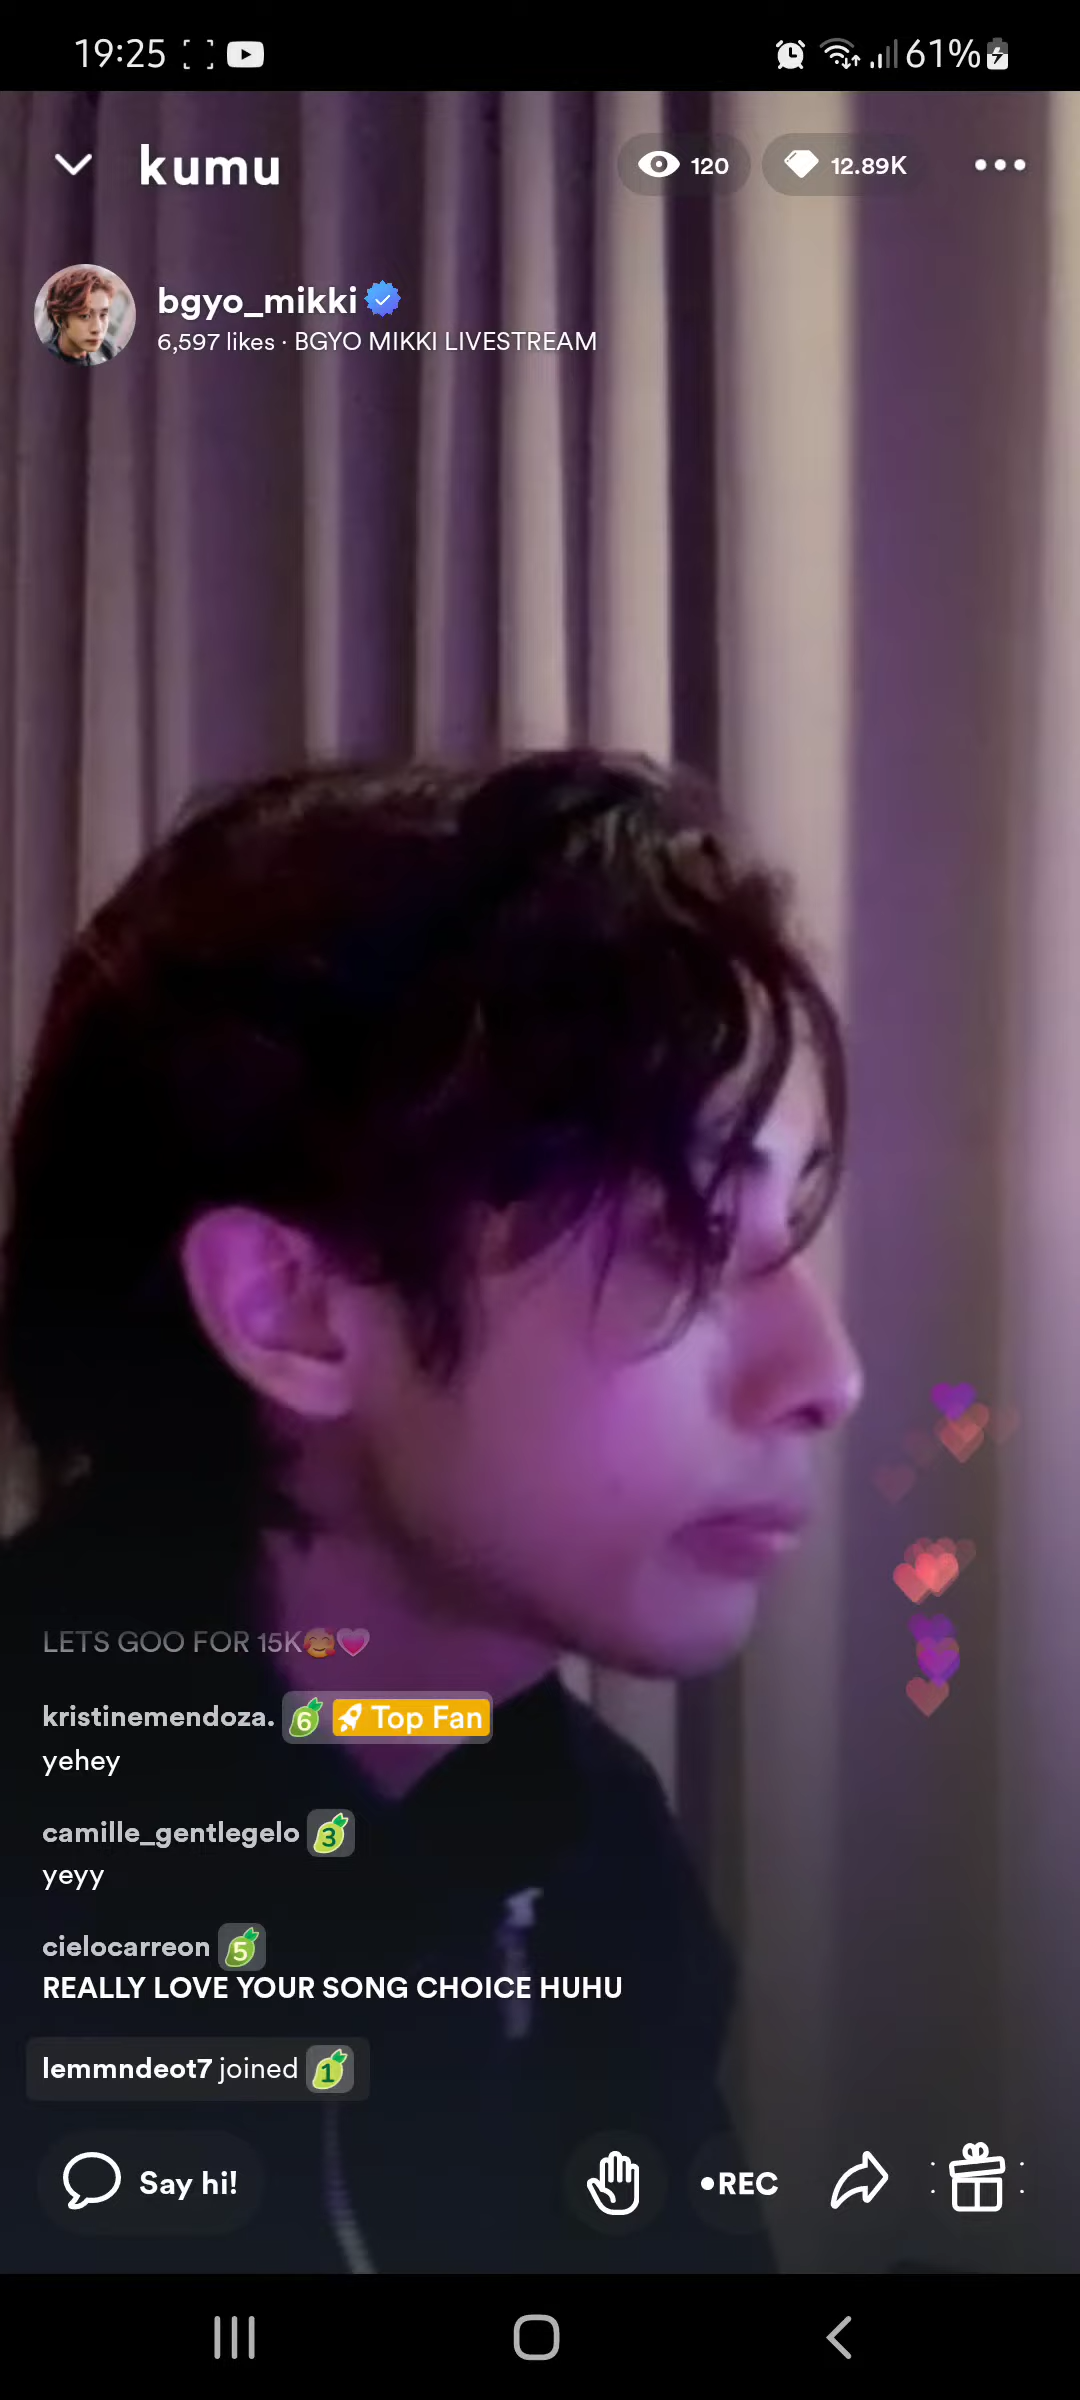 19:25 61%
kumu 120 12.89K
bgyo_mikki
6,597 likes · BGYO MIKKI LIVESTREAM
LETS GOO FOR 15K🥰💗
kristinemendoza. 6 Top Fan
yehey
camille_gentlegelo 3
yeyy
cielocarreon 5
REALLY LOVE YOUR SONG CHOICE HUHU
lemmndeot7 joined 1
Say hi! •REC